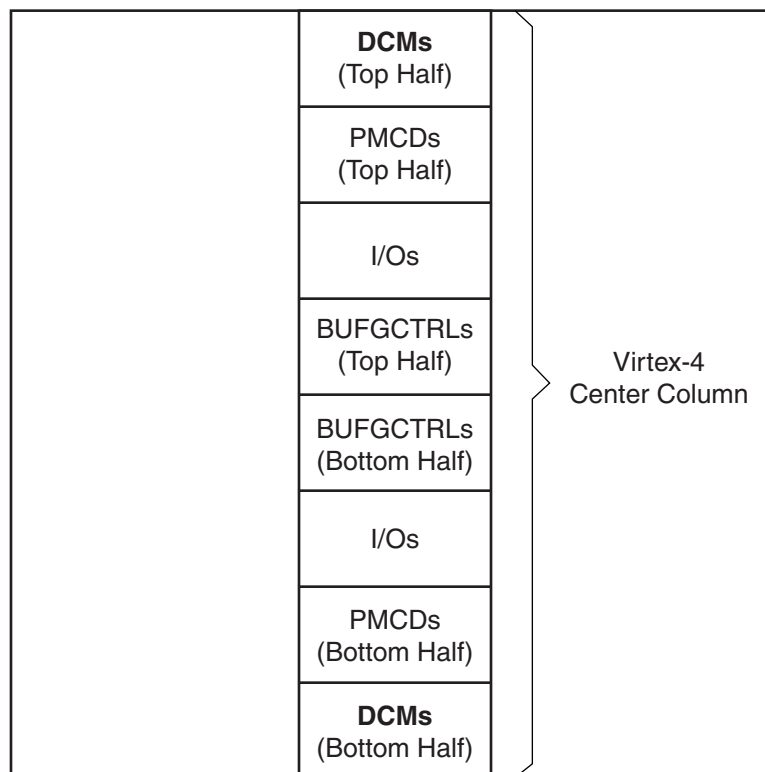 DCMs
(Top Half)
PMCDs
(Top Half)
I/Os
BUFGCTRLs
(Top Half)
Virtex-4
Center Column
BUFGCTRLs
(Bottom Half)
I/Os
PMCDs
(Bottom Half)
DCMs
(Bottom Half)